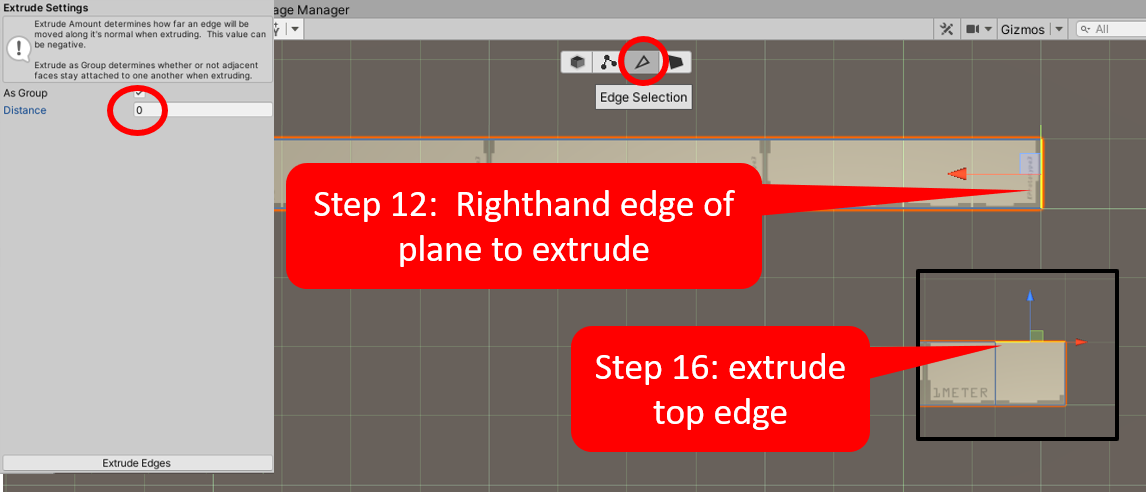 Extrude Settings
Extrude Amount determines how far an edge will be
moved along it's normal when extruding. This value can
be negative.
Extrude as Group determines whether or not adjacent
faces stay attached to one another when extruding.
As Group
Distance
0
Extrude Edges
age Manager
Gizmos
All
Edge Selection
Step 12: Righthand edge of
plane to extrude
Step 16: extrude
top edge
1METER